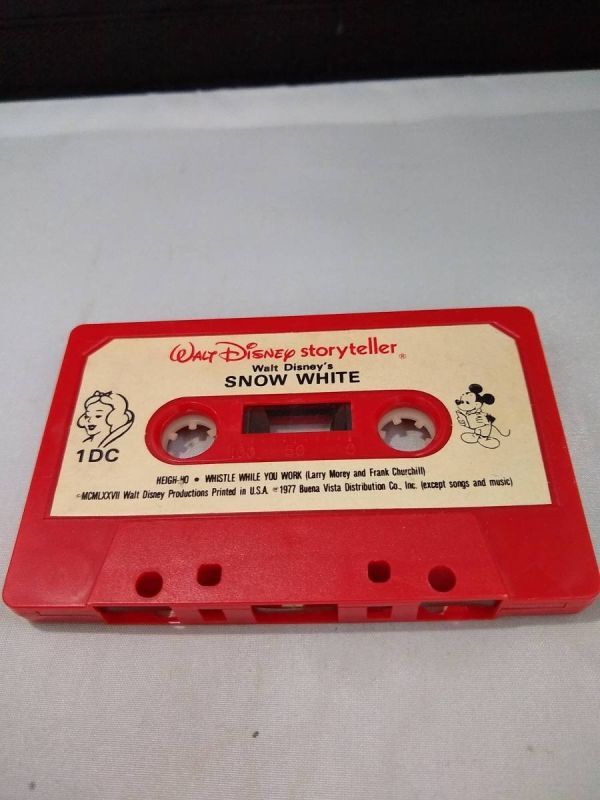 WALT DISNEY storyteller ®
Walt Disney's
SNOW WHITE
1DC
HEIGH-HO • WHISTLE WHILE YOU WORK (Larry Morey and Frank Churchill)
©MCMLXXVII Walt Disney Productions Printed in U.S.A. ℗1977 Buena Vista Distribution Co., Inc. (except songs and music)